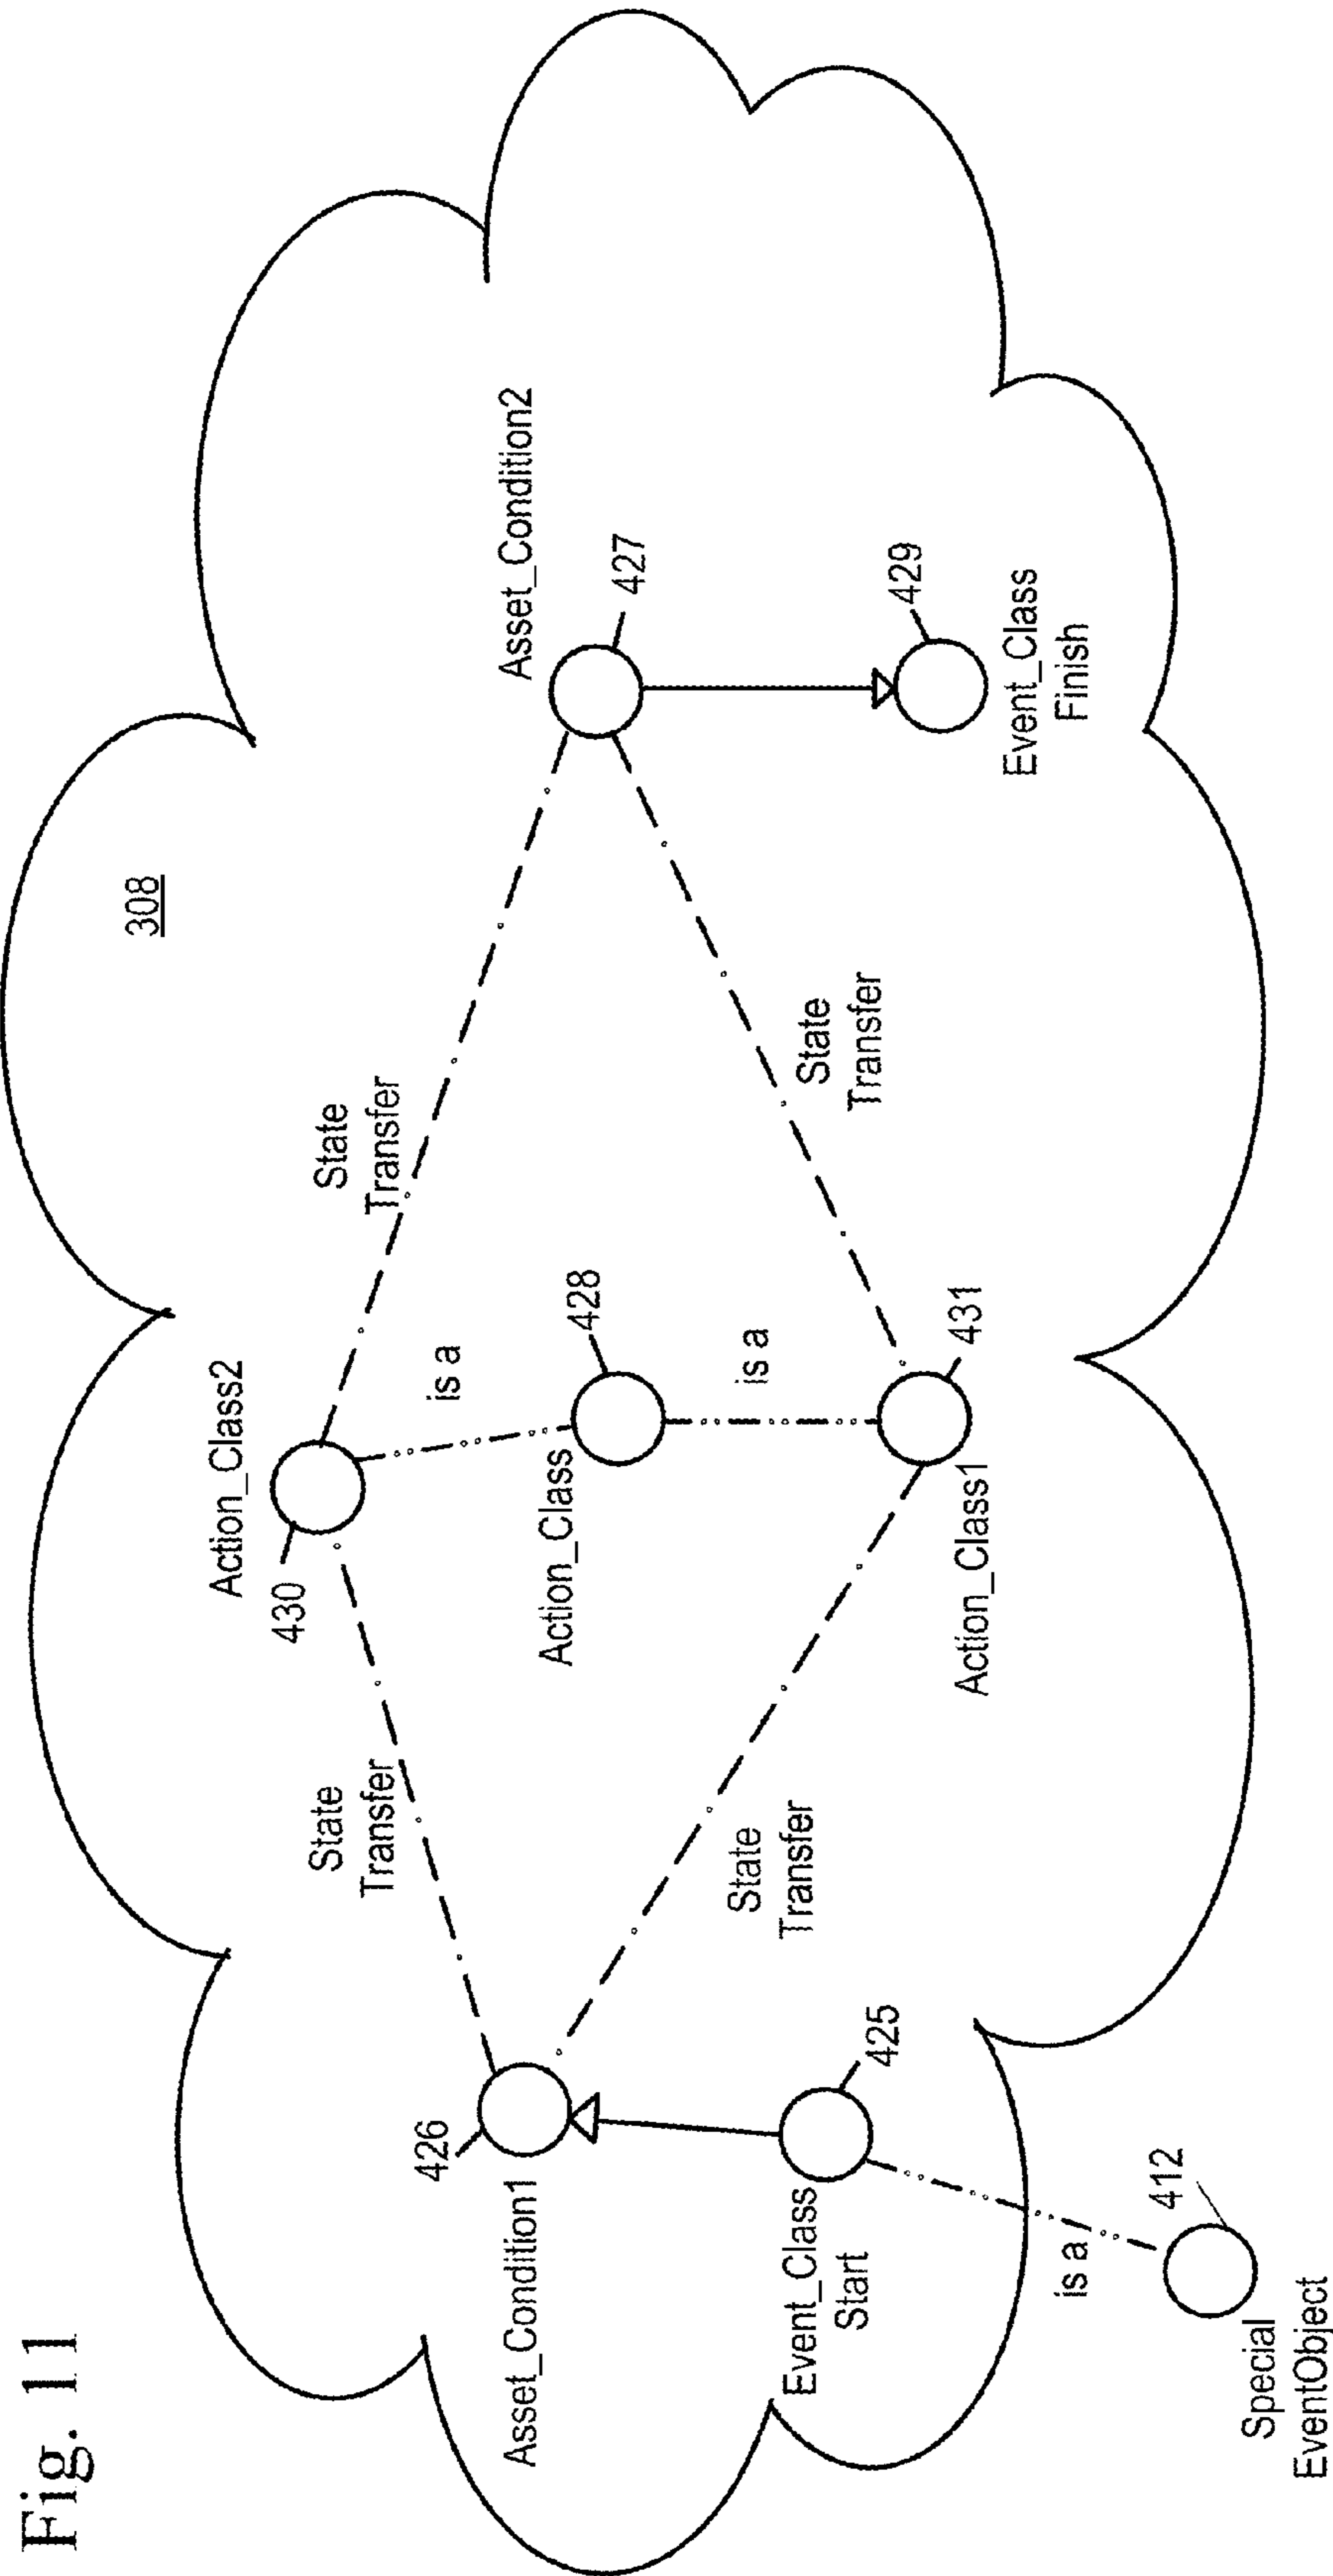 Fig. 11
308
Action_Class2
430
State
Transfer
State
Transfer
is a
Asset_Condition2
427
426
Asset_Condition1
Action_Class
428
is a
State
Transfer
State
Transfer
425
Event_Class
Start
Action_Class1
431
429
Event_Class
Finish
is a
412
Special
EventObject